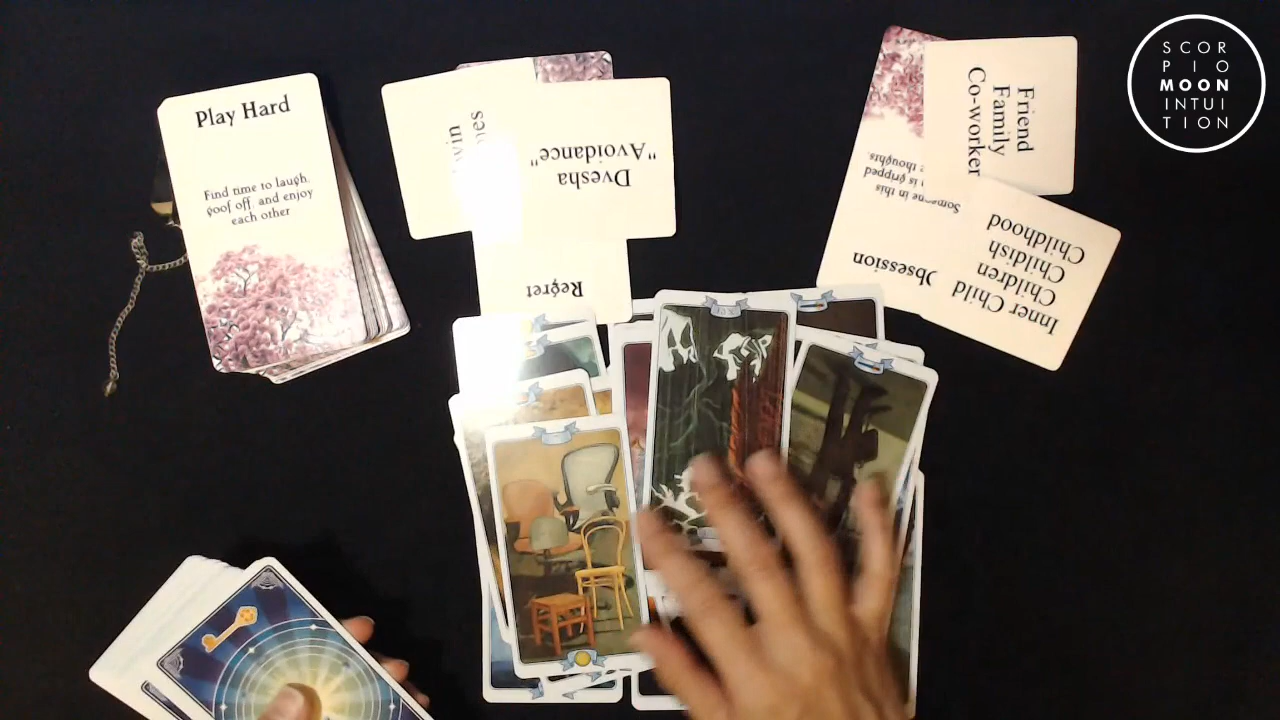 Play Hard
Find time to laugh,
goof off, and enjoy
each other
"Avoidance"
Dvesha
Regret
Friend
Family
Co-worker
Someone in this
is gripped
thoughts.
Obsession
Inner Child
Children
Childish
Childhood
SCOR
PIO
MOON
INTUI
TION